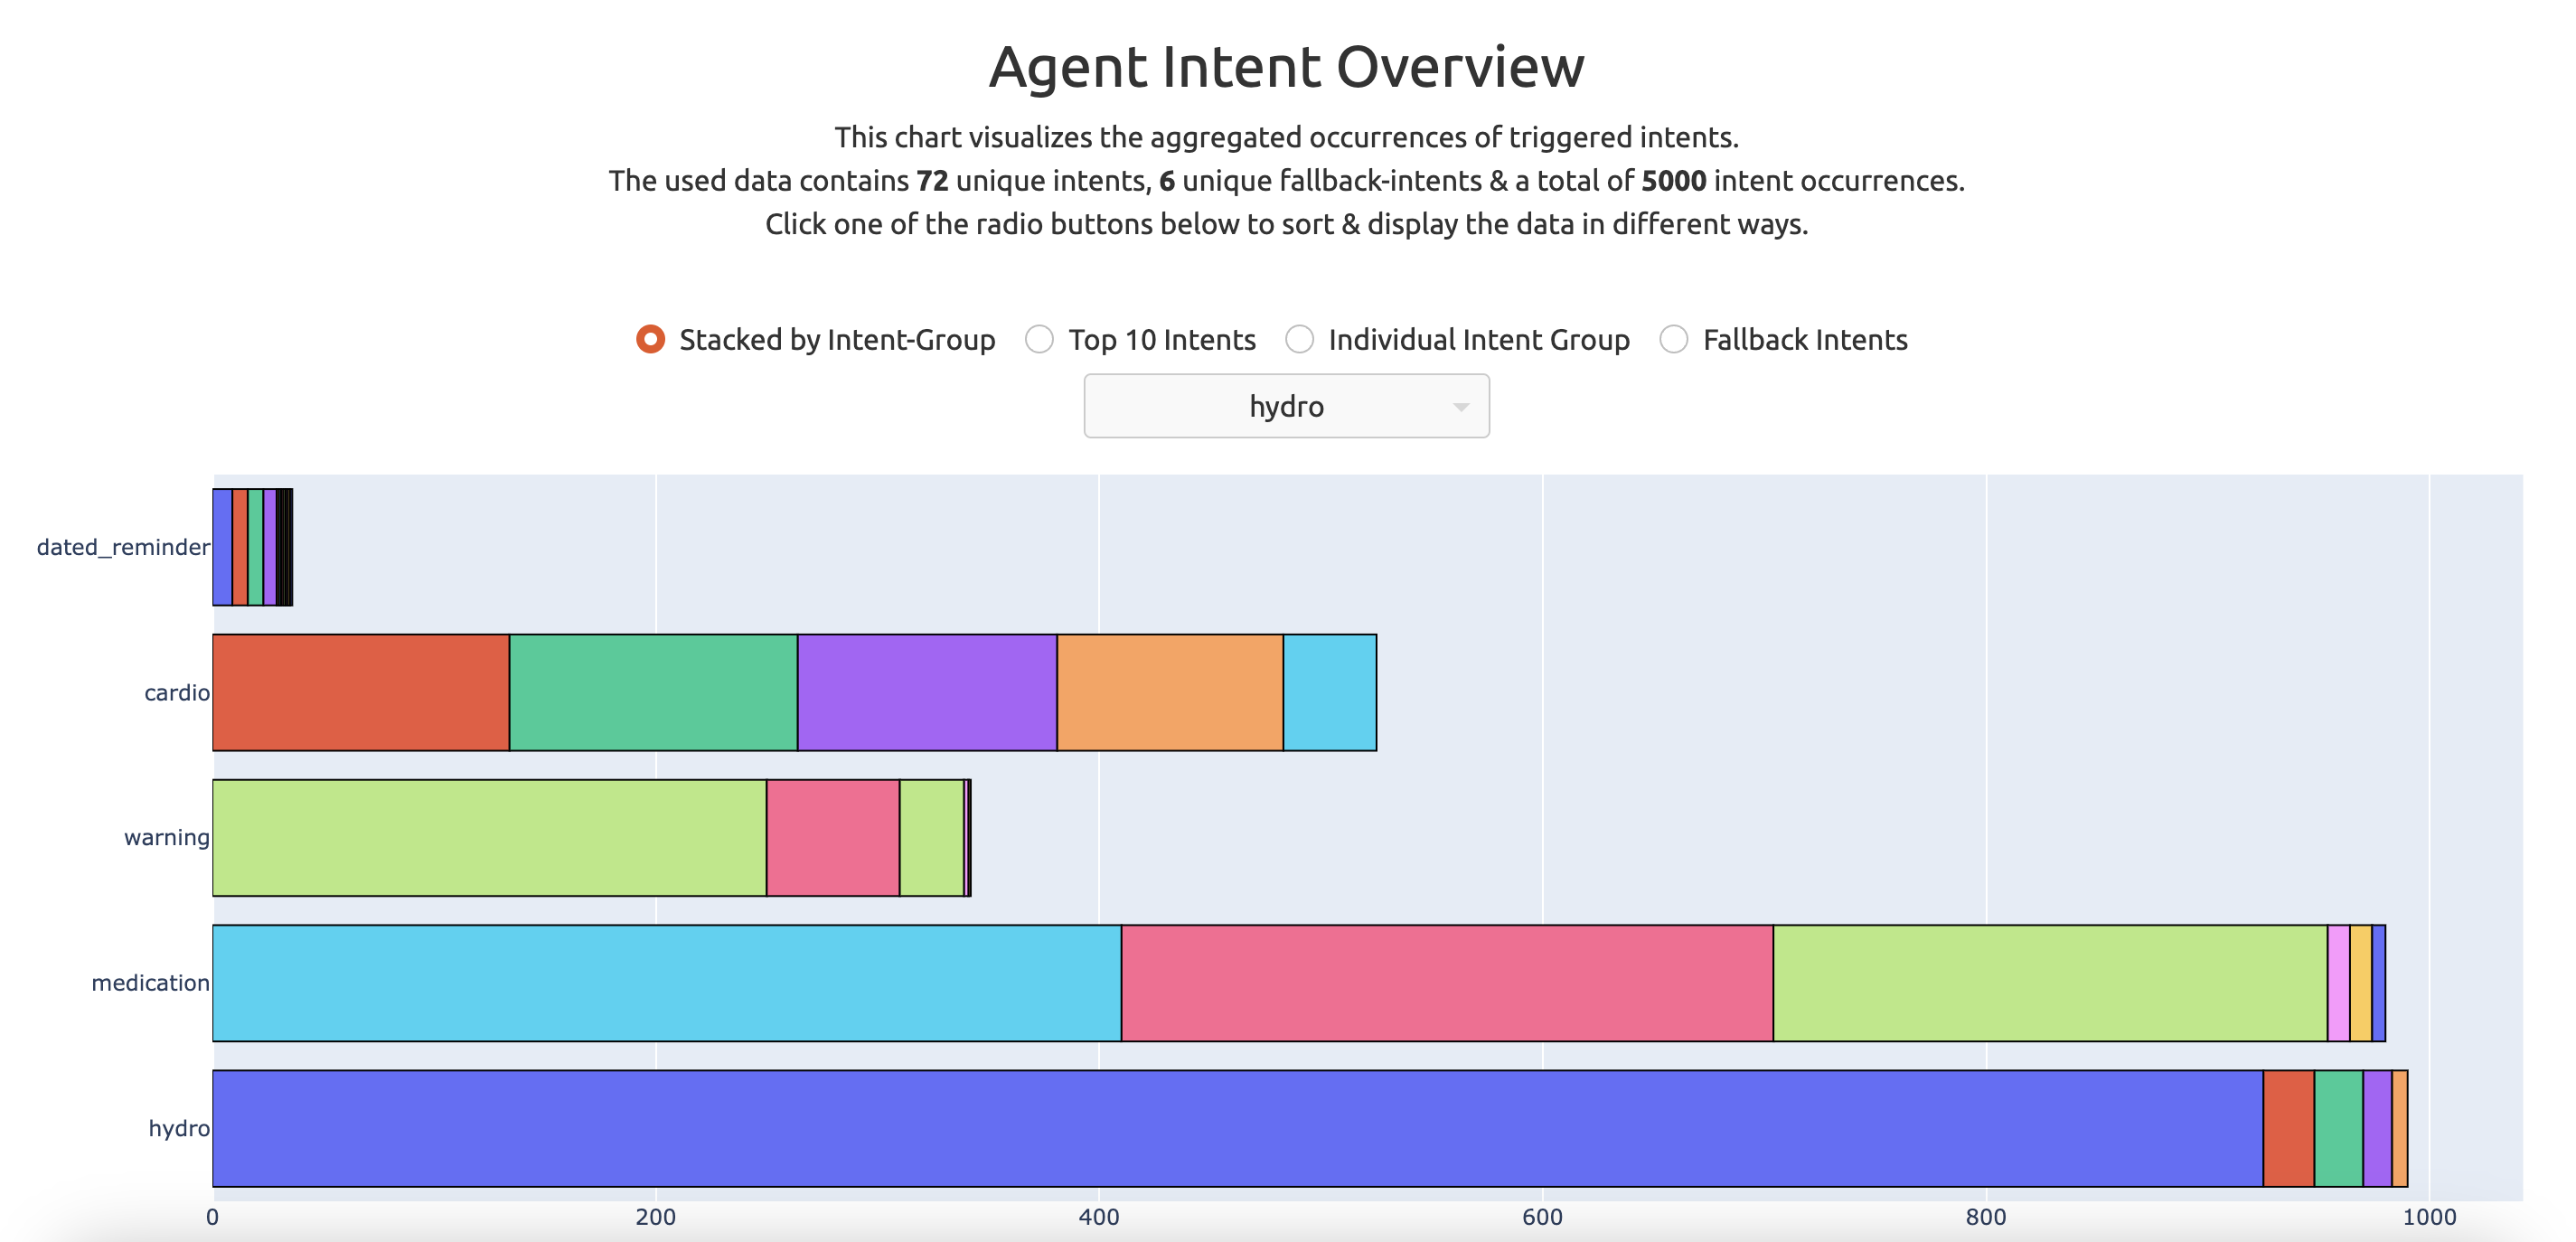 Agent Intent Overview
This chart visualizes the aggregated occurrences of triggered intents.
The used data contains 72 unique intents, 6 unique fallback-intents & a total of 5000 intent occurrences.
Click one of the radio buttons below to sort & display the data in different ways.
Stacked by Intent-Group Top 10 Intents Individual Intent Group Fallback Intents
hydro
dated_reminder
cardio
warning
medication
hydro
0 200 400 600 800 1000